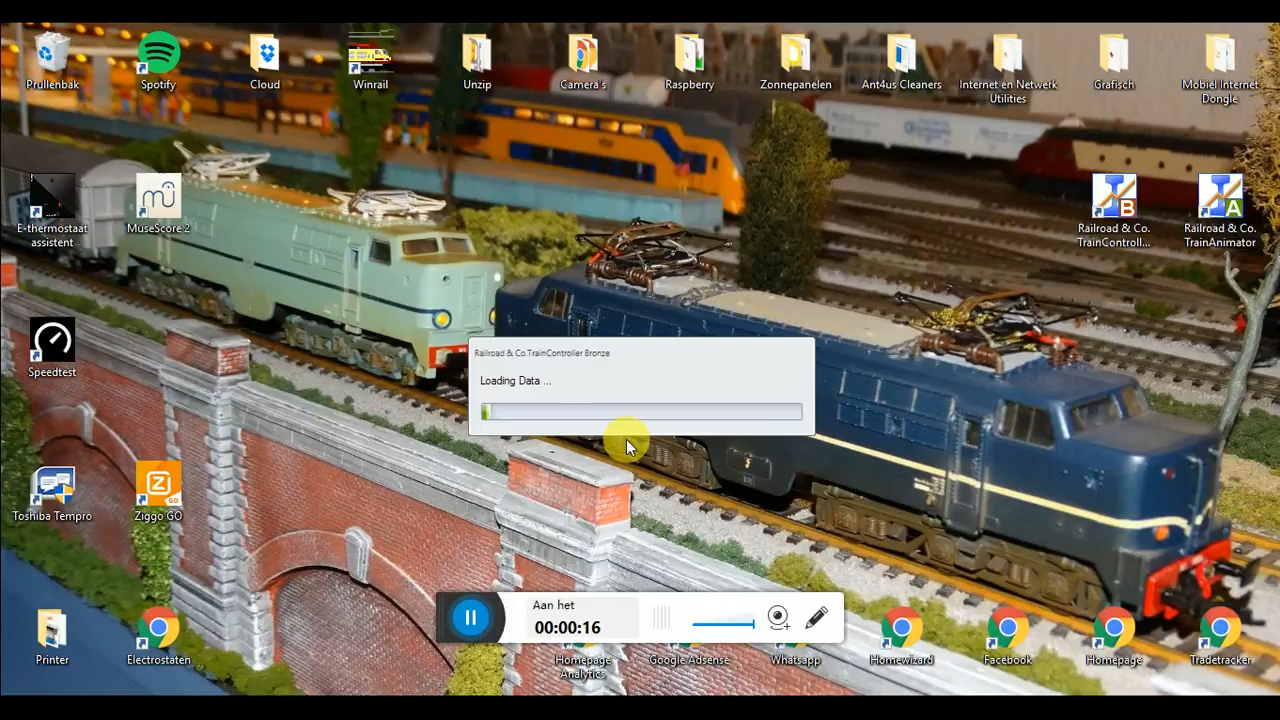 Prullenbak
Spotify
Cloud
Winrail
Unzip
Camera's
Raspberry
Zonnepanelen
Ant4us Cleaners
Internet en Netwerk
Utilities
Grafisch
Mobiel Internet
Dongle
E-thermostaat
assistent
MuseScore 2
Railroad & Co.
TrainControll...
Railroad & Co.
TrainAnimator
Speedtest
Railroad & Co.TrainController Bronze
Loading Data ...
Toshiba Tempro
Ziggo GO
Aan het
00:00:16
Printer
Electrostaten
Homepage
Analytics
Google Adsense
Whatsapp
Homewizard
Facebook
Homepage
Tradetracker